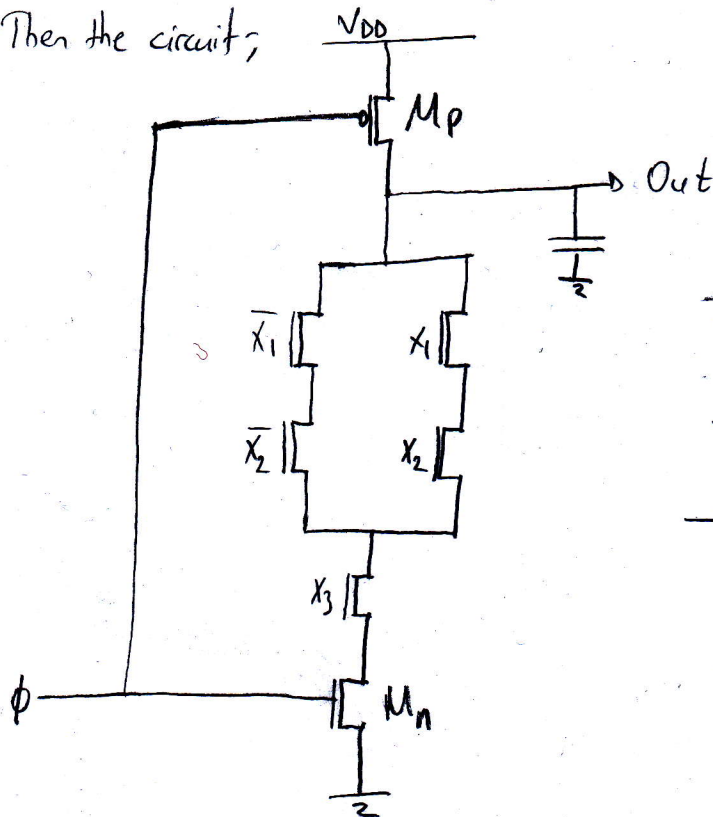 Then the circuit;
VDD
Mp
Out
X̅1
X1
X̅2
X2
X3
ϕ
Mn